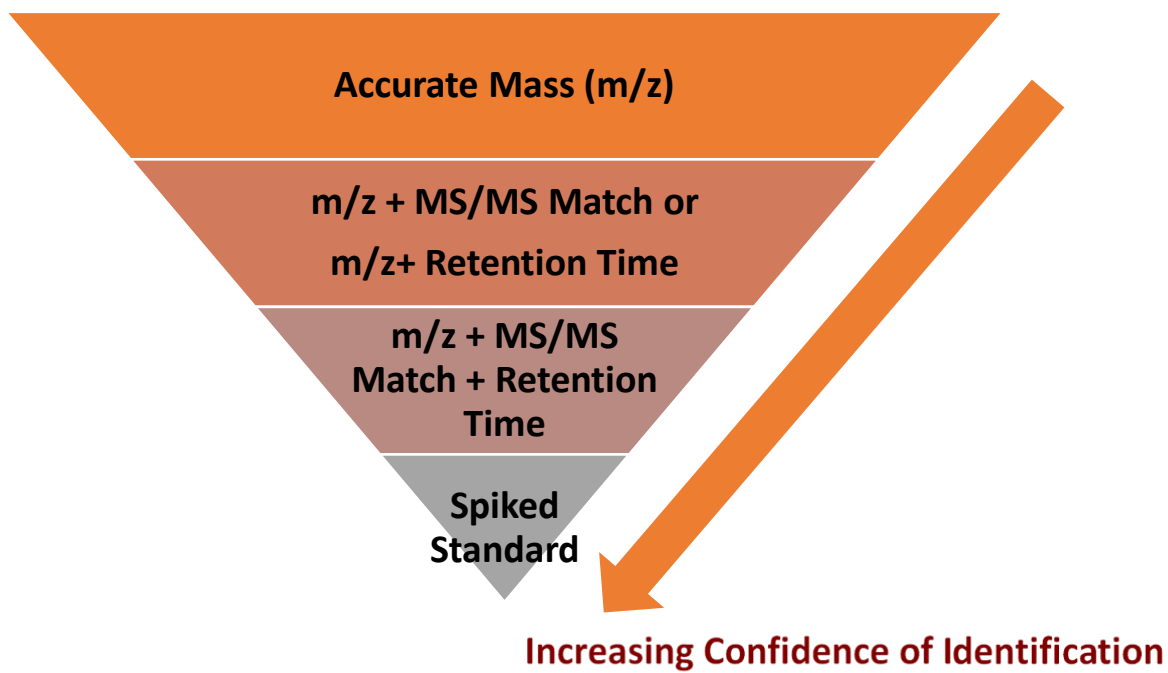 Accurate Mass (m/z)
m/z + MS/MS Match or
m/z+ Retention Time
m/z + MS/MS
Match + Retention
Time
Spiked
Standard
Increasing Confidence of Identification